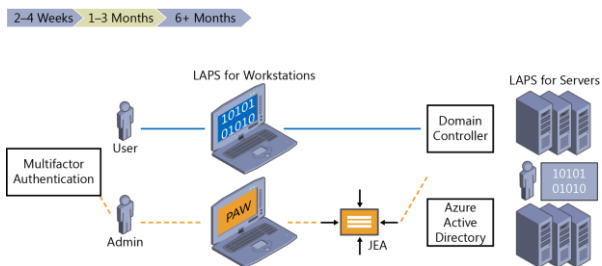 2–4 Weeks
1–3 Months
6+ Months
LAPS for Workstations
LAPS for Servers
10101
01010
User
Domain
Controller
Multifactor
Authentication
10101
01010
PAW
Azure
Active
Directory
Admin
JEA